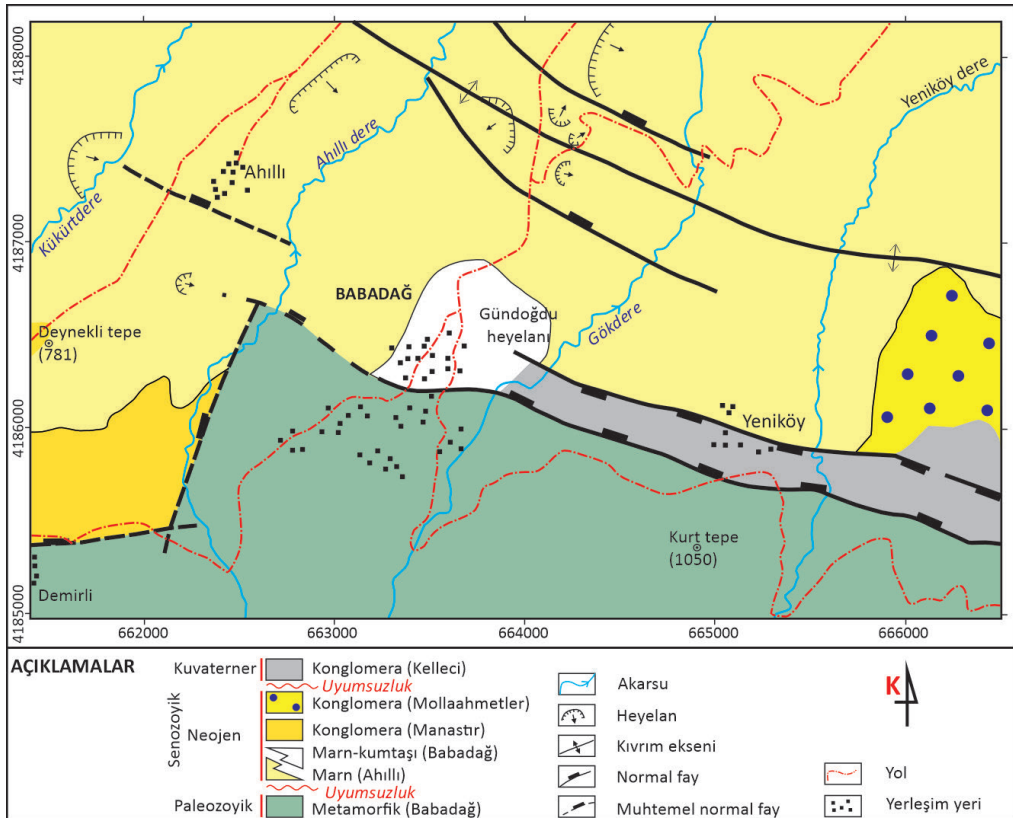 4188000
Yeniköy dere
Ahıllı dere
Ahıllı
Kükürtdere
4187000
BABADAĞ
Gündoğdu
heyelanı
Gökdere
Deynekli tepe
(781)
Yeniköy
4186000
Kurt tepe
(1050)
Demirli
4185000
662000
663000
664000
665000
666000
AÇIKLAMALAR
Kuvaterner
Konglomera (Kelleci)
Uyumsuzluk
Senozoyik
Neojen
Konglomera (Mollaahmetler)
Konglomera (Manastır)
Marn-kumtaşı (Babadağ)
Marn (Ahıllı)
Uyumsuzluk
Paleozoyik
Metamorfik (Babadağ)
Akarsu
Heyelan
Kıvrım ekseni
Normal fay
Muhtemel normal fay
K
Yol
Yerleşim yeri